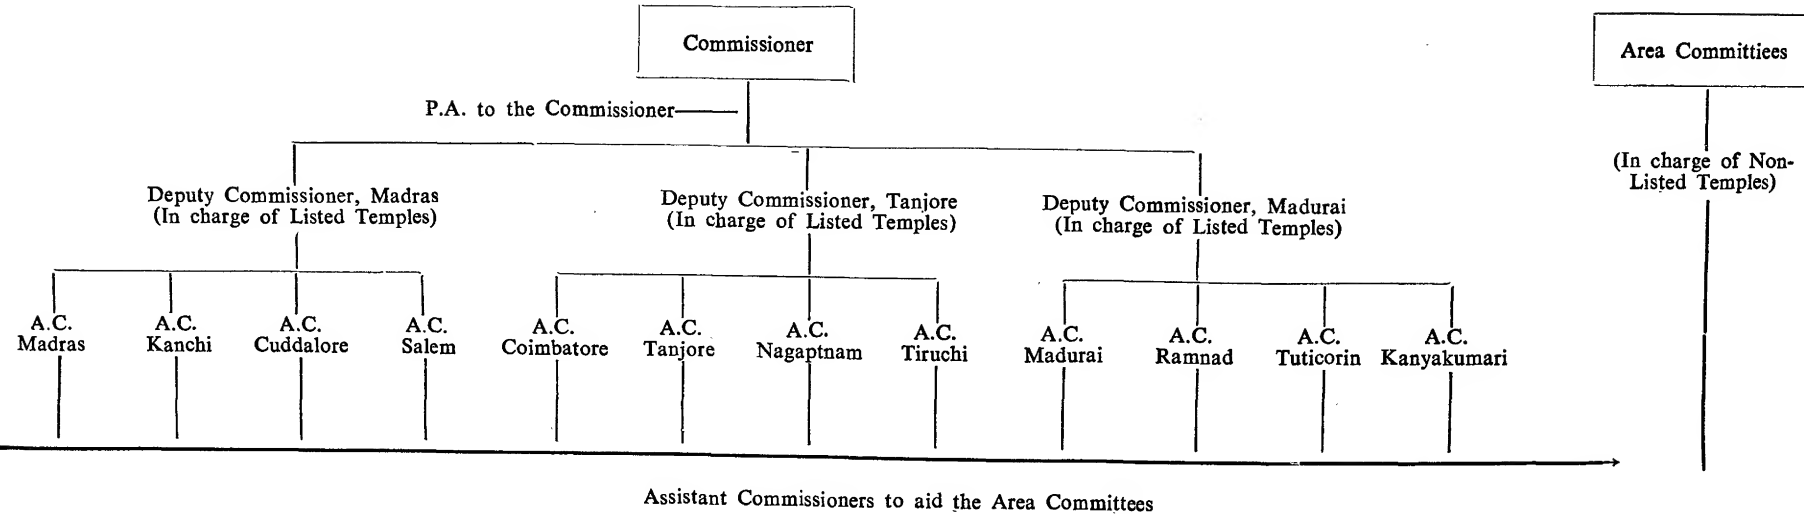 Commissioner
Area Committiees
P.A. to the Commissioner
(In charge of Non-
Listed Temples)
Deputy Commissioner, Madras
(In charge of Listed Temples)
Deputy Commissioner, Tanjore
(In charge of Listed Temples)
Deputy Commissioner, Madurai
(In charge of Listed Temples)
A.C.
Madras
A.C.
Kanchi
A.C.
Cuddalore
A.C.
Salem
A.C.
Coimbatore
A.C.
Tanjore
A.C.
Nagaptnam
A.C.
Tiruchi
A.C.
Madurai
A.C.
Ramnad
A.C.
Tuticorin
A.C.
Kanyakumari
Assistant Commissioners to aid the Area Committees